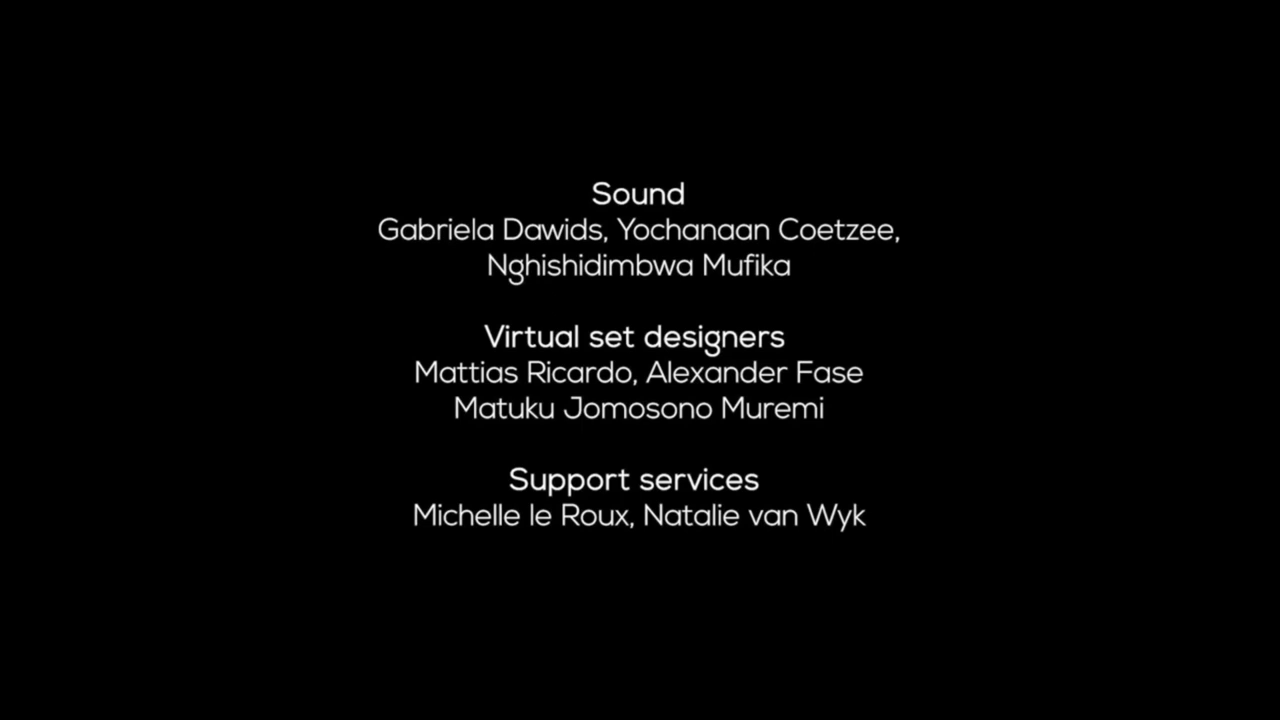 Sound
Gabriela Dawids, Yochanaan Coetzee,
Nghishidimbwa Mufika
Virtual set designers
Mattias Ricardo, Alexander Fase
Matuku Jomosono Muremi
Support services
Michelle le Roux, Natalie van Wyk